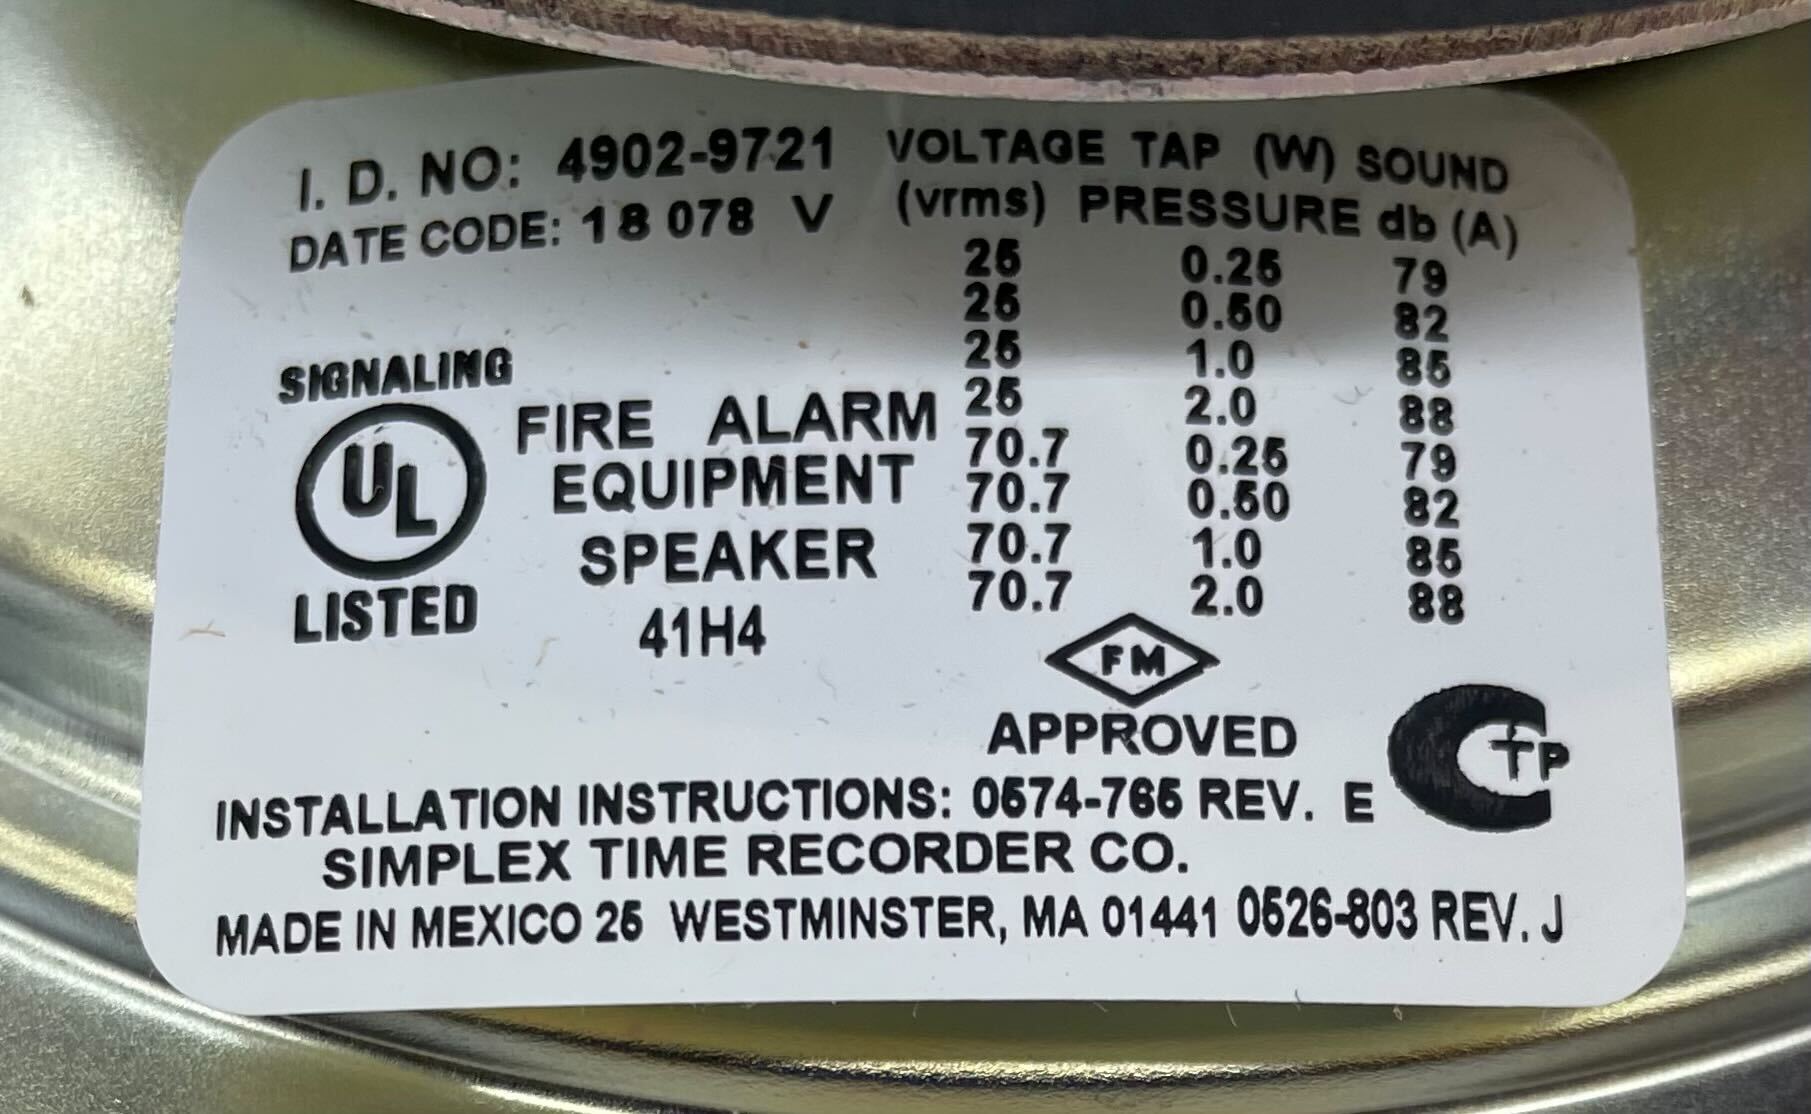 I. D. NO: 4902-9721
DATE CODE: 18 078 V
VOLTAGE TAP (W) SOUND
(vrms) PRESSURE db (A)
25 0.25 79
25 0.50 82
25 1.0 85
25 2.0 88
70.7 0.25 79
70.7 0.50 82
70.7 1.0 85
70.7 2.0 88
SIGNALING
UL
LISTED
FIRE ALARM
EQUIPMENT
SPEAKER
41H4
FM
APPROVED
CTP
INSTALLATION INSTRUCTIONS: 0574-765 REV. E
SIMPLEX TIME RECORDER CO.
MADE IN MEXICO 25 WESTMINSTER, MA 01441 0526-803 REV. J